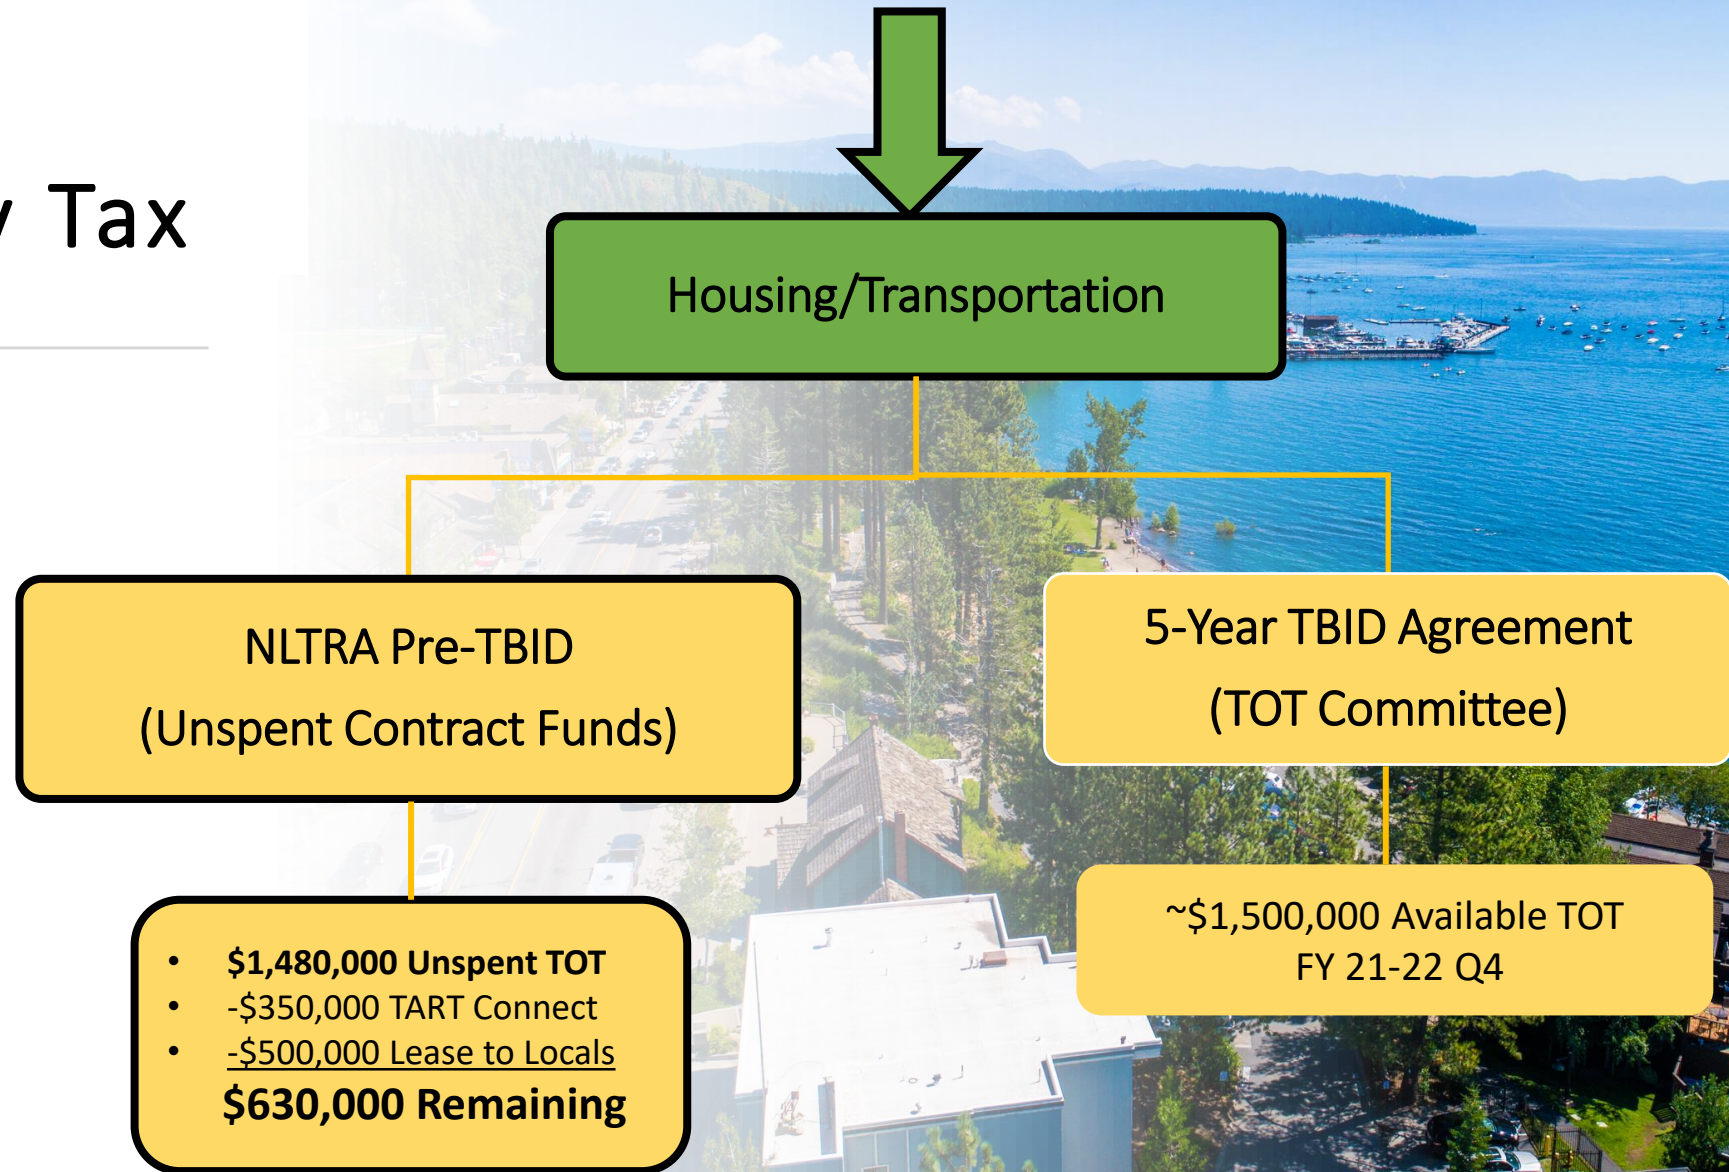 Tax
Housing/Transportation
NLTRA Pre-TBID
(Unspent Contract Funds)
5-Year TBID Agreement
(TOT Committee)
• $1,480,000 Unspent TOT
• -$350,000 TART Connect
• -$500,000 Lease to Locals
$630,000 Remaining
~$1,500,000 Available TOT
FY 21-22 Q4